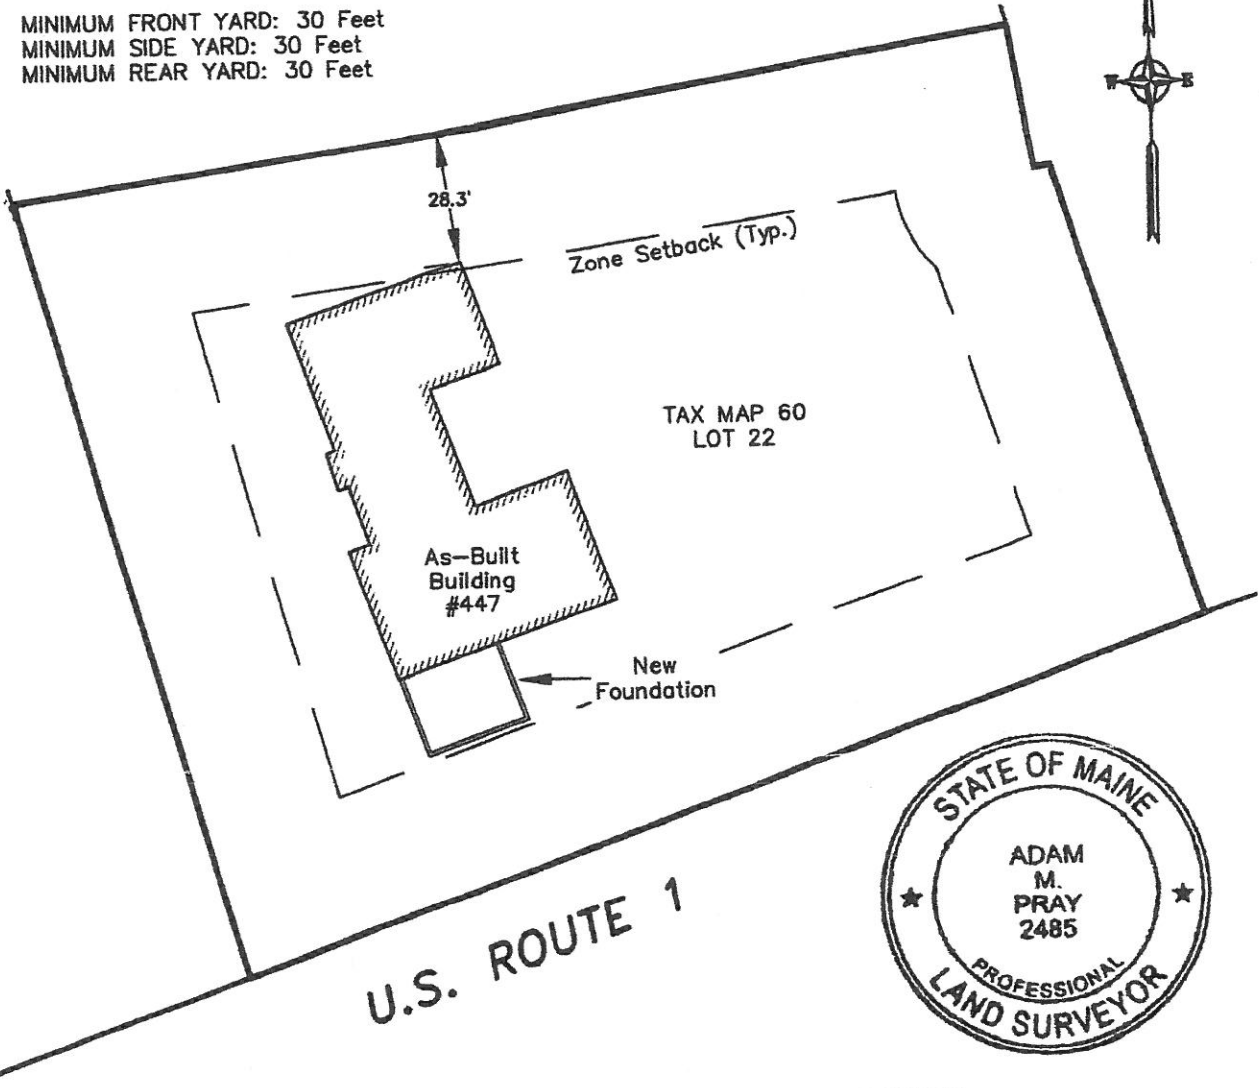 MINIMUM FRONT YARD: 30 Feet
MINIMUM SIDE YARD: 30 Feet
MINIMUM REAR YARD: 30 Feet
W E
28.3'
Zone Setback (Typ.)
TAX MAP 60
LOT 22
As-Built
Building
#447
New
Foundation
U.S. ROUTE 1
STATE OF MAINE
ADAM
M.
PRAY
2485
PROFESSIONAL
LAND SURVEYOR